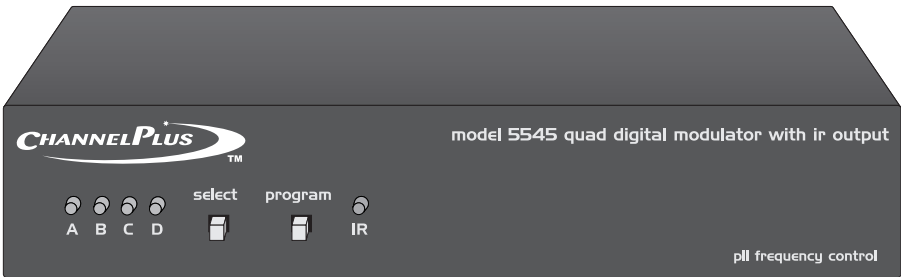 CHANNELPLUS
TM
model 5545 quad digital modulator with ir output
select program
A B C D IR
pll frequency control